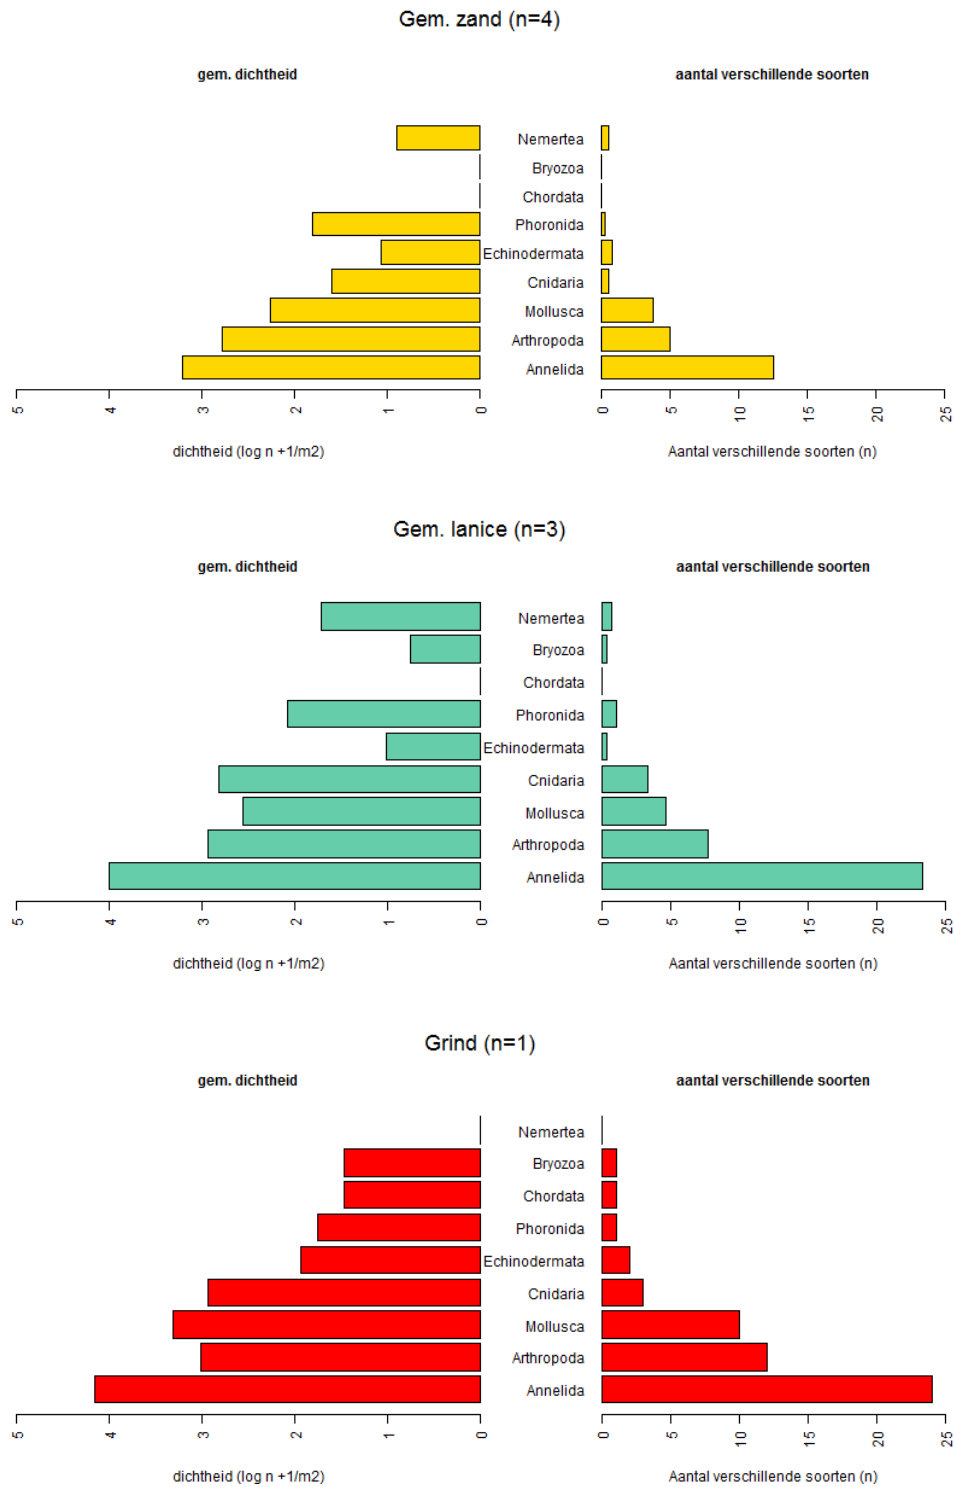 Gem. zand (n=4)
gem. dichtheid
aantal verschillende soorten
Nemertea
Bryozoa
Chordata
Phoronida
Echinodermata
Cnidaria
Mollusca
Arthropoda
Annelida
5 4 3 2 1 0
0 5 10 15 20 25
dichtheid (log n +1/m2)
Aantal verschillende soorten (n)
Gem. lanice (n=3)
gem. dichtheid
aantal verschillende soorten
Nemertea
Bryozoa
Chordata
Phoronida
Echinodermata
Cnidaria
Mollusca
Arthropoda
Annelida
5 4 3 2 1 0
0 5 10 15 20 25
dichtheid (log n +1/m2)
Aantal verschillende soorten (n)
Grind (n=1)
gem. dichtheid
aantal verschillende soorten
Nemertea
Bryozoa
Chordata
Phoronida
Echinodermata
Cnidaria
Mollusca
Arthropoda
Annelida
5 4 3 2 1 0
0 5 10 15 20 25
dichtheid (log n +1/m2)
Aantal verschillende soorten (n)